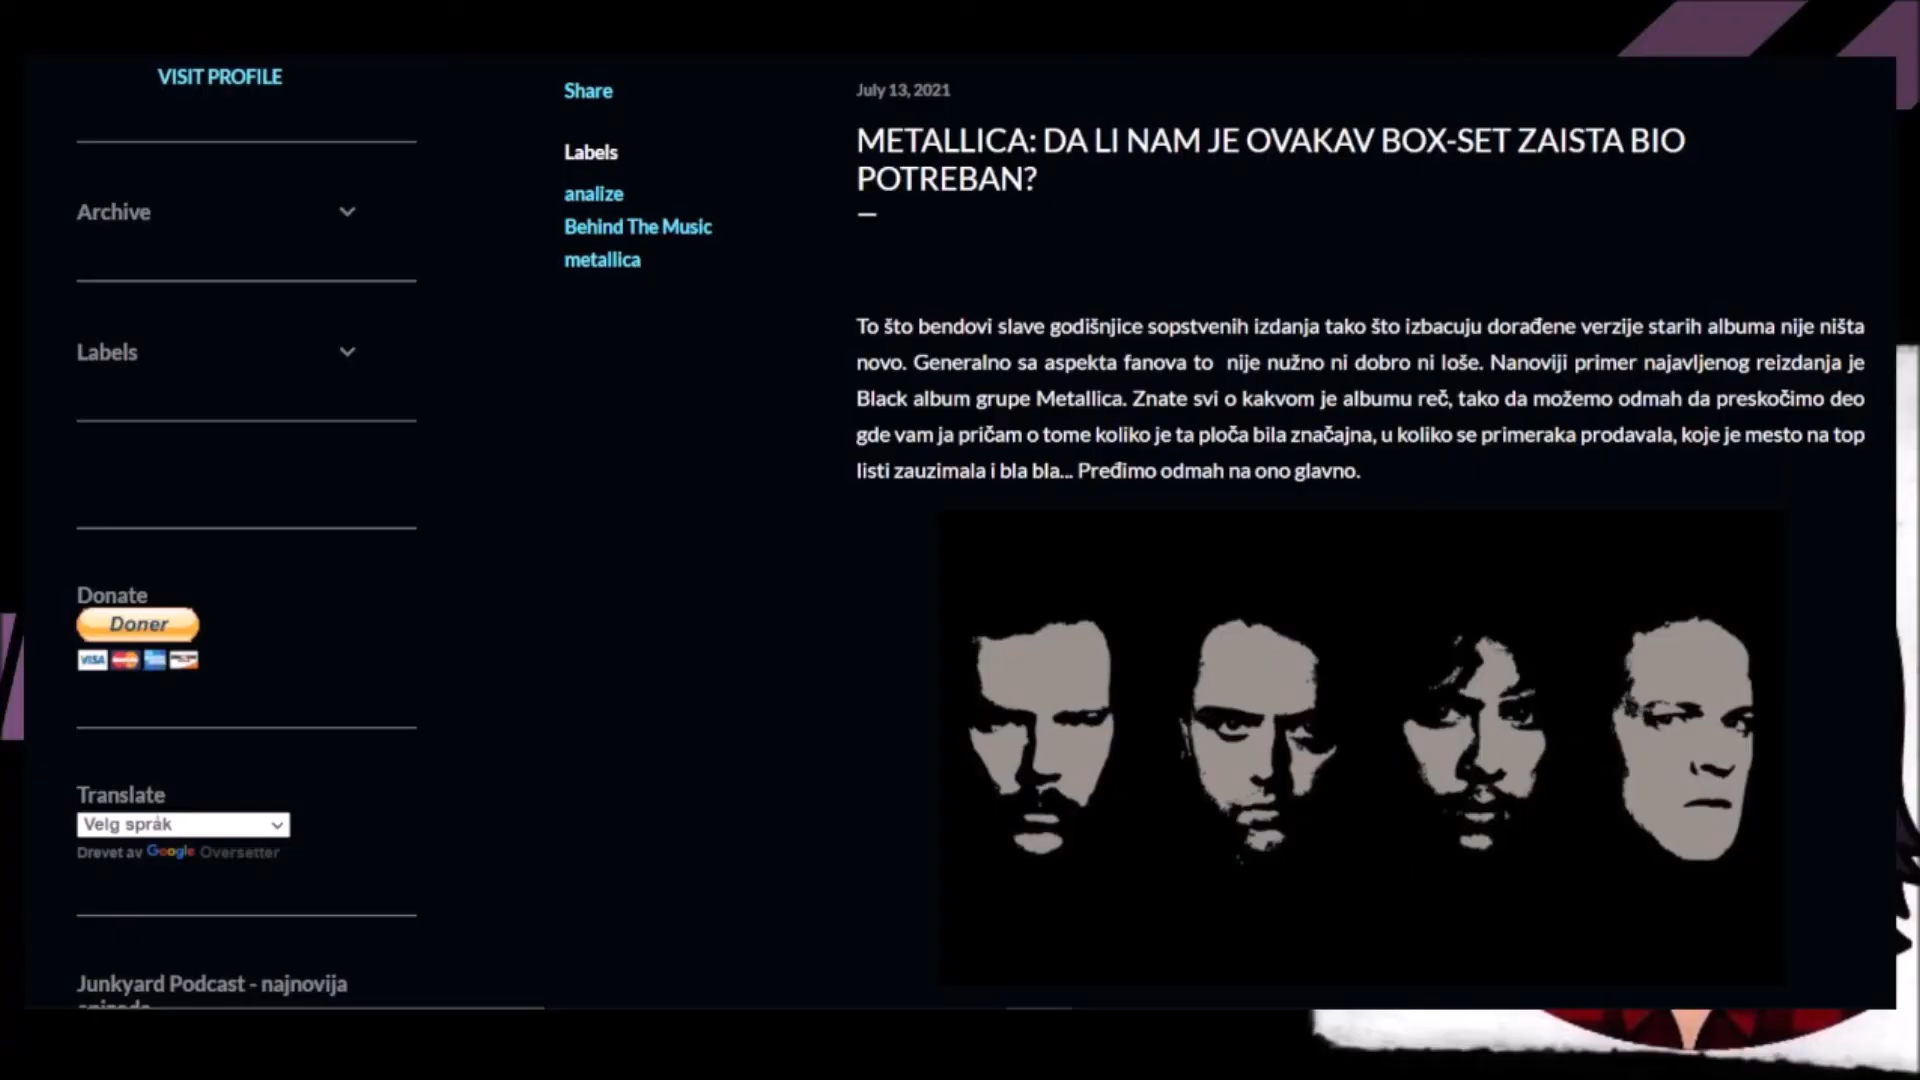 VISIT PROFILE
Archive
Labels
Donate
Doner
VISA
Translate
Velg språk
Drevet av Google Oversetter
Junkyard Podcast - najnovija
Share
Labels
analize
Behind The Music
metallica
July 13, 2021
METALLICA: DA LI NAM JE OVAKAV BOX-SET ZAISTA BIO
POTREBAN?
To što bendovi slave godišnjice sopstvenih izdanja tako što izbacuju dorađene verzije starih albuma nije ništa
novo. Generalno sa aspekta fanova to nije nužno ni dobro ni loše. Nanoviji primer najavljenog reizdanja je
Black album grupe Metallica. Znate svi o kakvom je albumu reč, tako da možemo odmah da preskočimo deo
gde vam ja pričam o tome koliko je ta ploča bila značajna, u koliko se primeraka prodavala, koje je mesto na top
listi zauzimala i bla bla... Pređimo odmah na ono glavno.